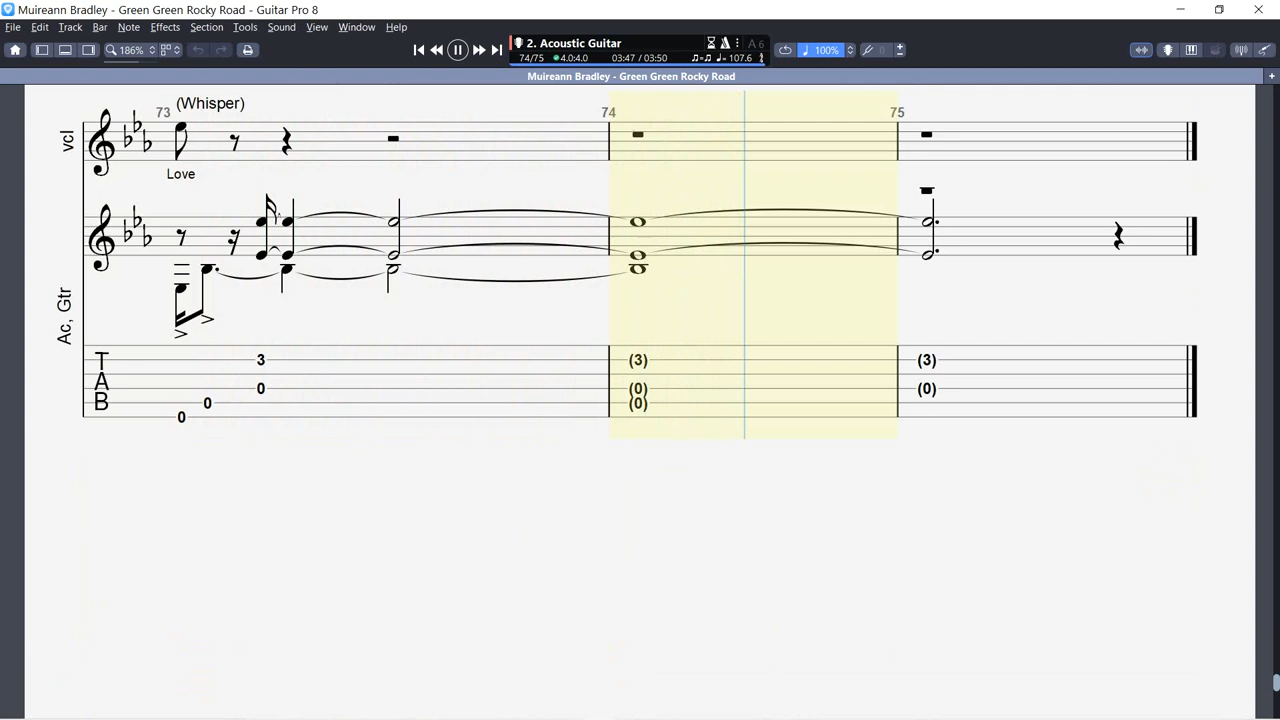 Muireann Bradley - Green Green Rocky Road - Guitar Pro 8
File Edit Track Bar Note Effects Section Tools Sound View Window Help
186% 2. Acoustic Guitar A 6 100% 0
74/75 4.0:4.0 03:47 / 03:50 ♫=♫ ♩= 107.6
Muireann Bradley - Green Green Rocky Road
73 (Whisper) 74 75
vcl
Love
Ac, Gtr
T 3 (3) (3)
A 0 (0) (0)
B 0 (0)
0